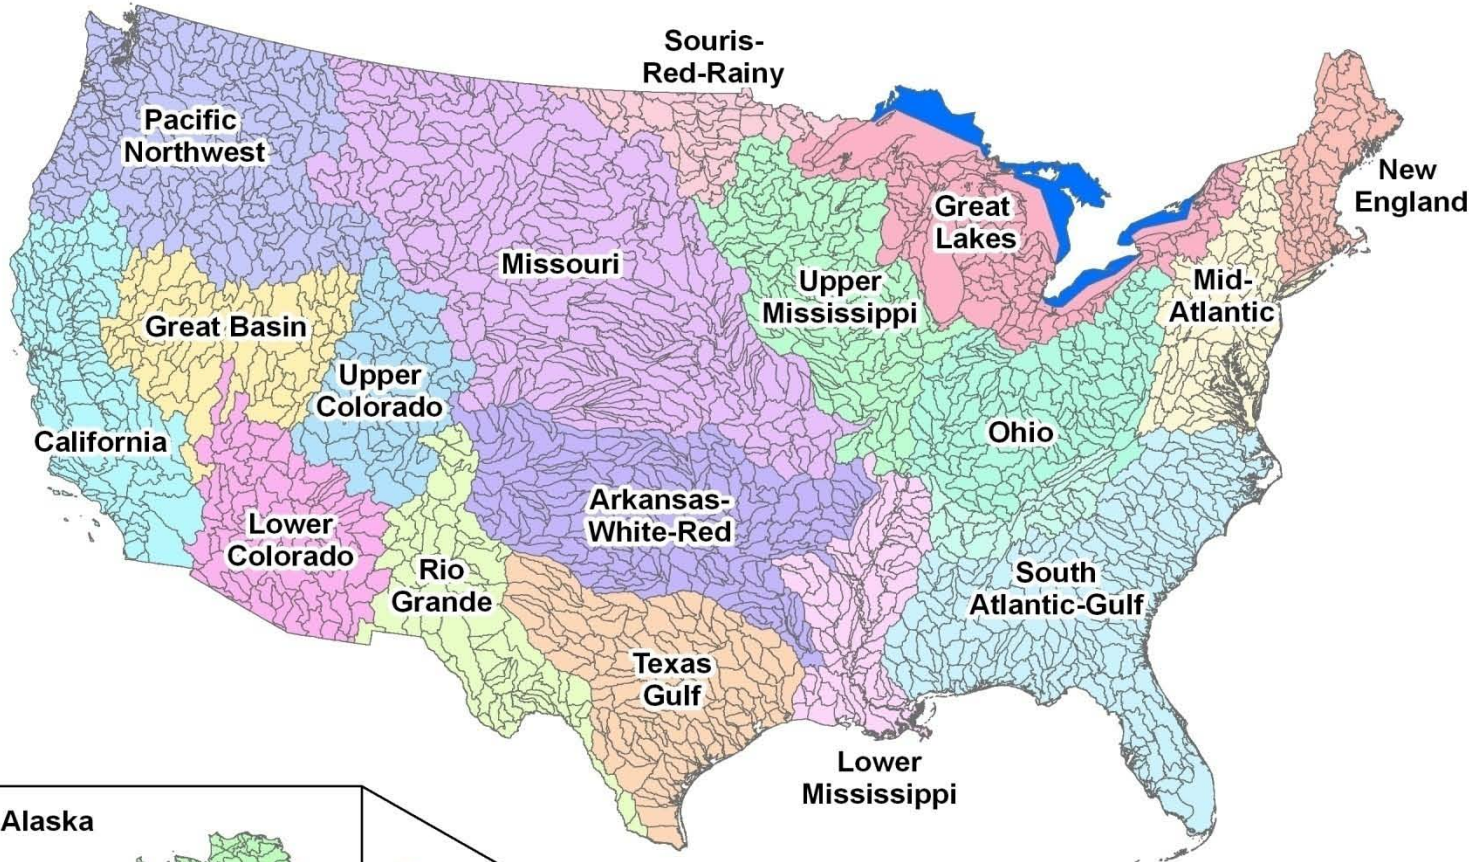 Souris-
Red-Rainy
Pacific
Northwest
New
England
Great
Lakes
Missouri
Upper
Mississippi
Mid-
Atlantic
Great Basin
Upper
Colorado
California
Ohio
Arkansas-
White-Red
Lower
Colorado
Rio
Grande
South
Atlantic-Gulf
Texas
Gulf
Lower
Mississippi
Alaska